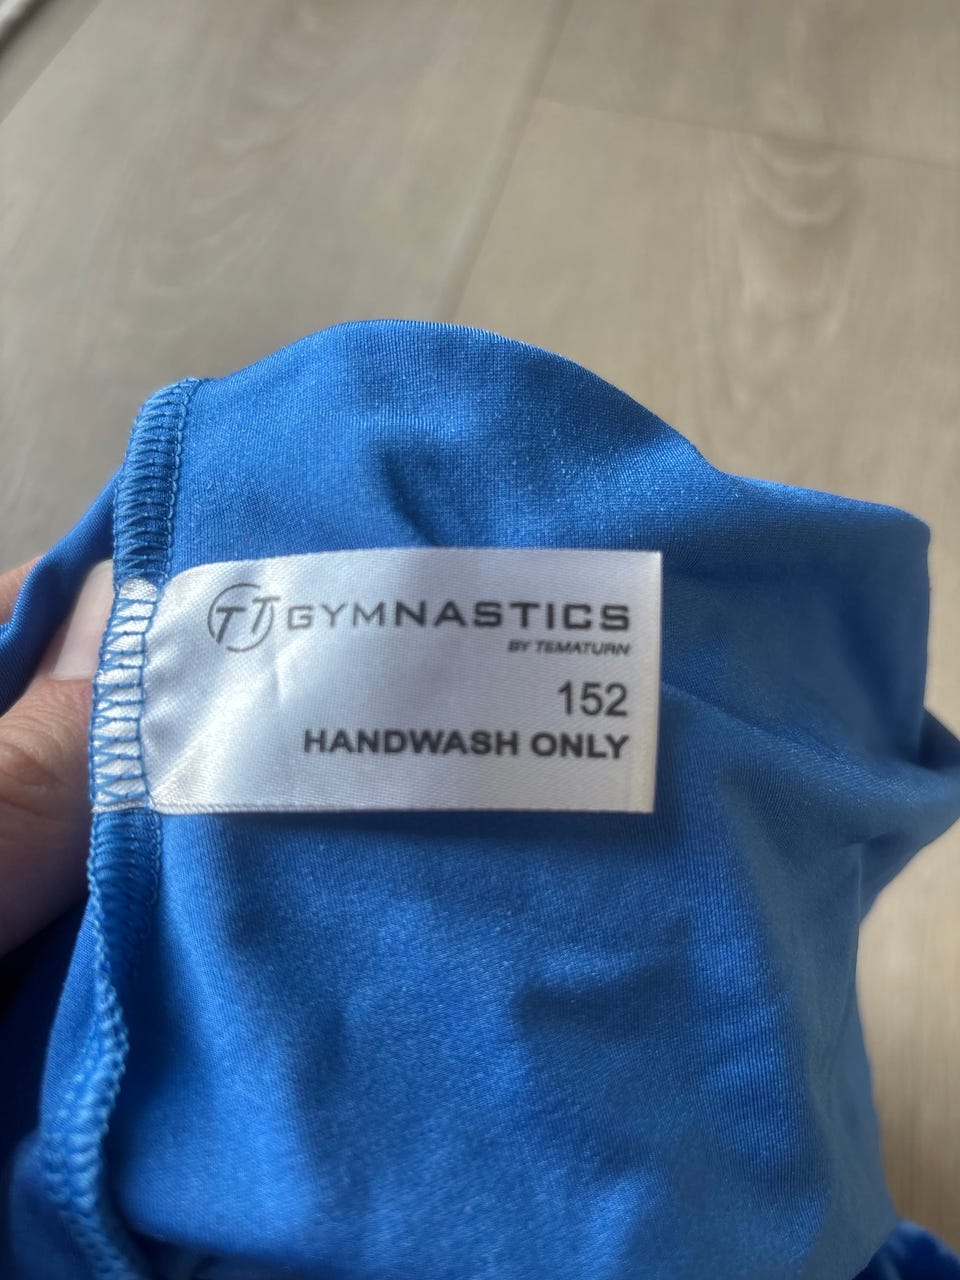 TT GYMNASTICS
BY TEMATURN
152
HANDWASH ONLY